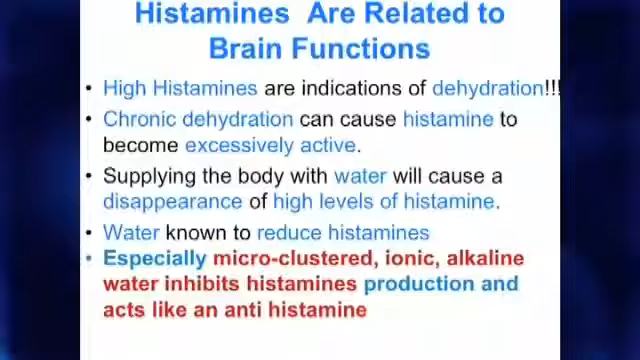 Histamines Are Related to
Brain Functions
• High Histamines are indications of dehydration!!!
• Chronic dehydration can cause histamine to
become excessively active.
• Supplying the body with water will cause a
disappearance of high levels of histamine.
• Water known to reduce histamines
• Especially micro-clustered, ionic, alkaline
water inhibits histamines production and
acts like an anti histamine